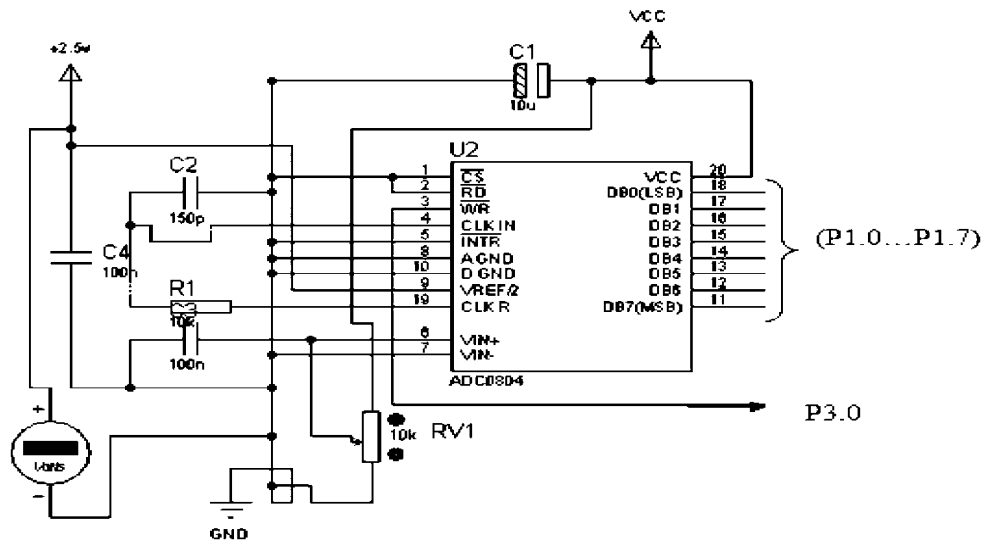 VCC
+2.5v
C1
10u
U2
C2
150p
C4
100n
R1
10k
100n
1 CS VCC 20
2 RD DB0(LSB) 18
3 WR DB1 17
4 CLK IN DB2 16
5 INTR DB3 15
8 A GND DB4 14
10 D GND DB5 13
9 VREF/2 DB6 12
19 CLK R DB7(MSB) 11
6 VIN+
7 VIN-
ADC0804
(P1.0...P1.7)
P3.0
RV1
10k
+
Volts
−
GND